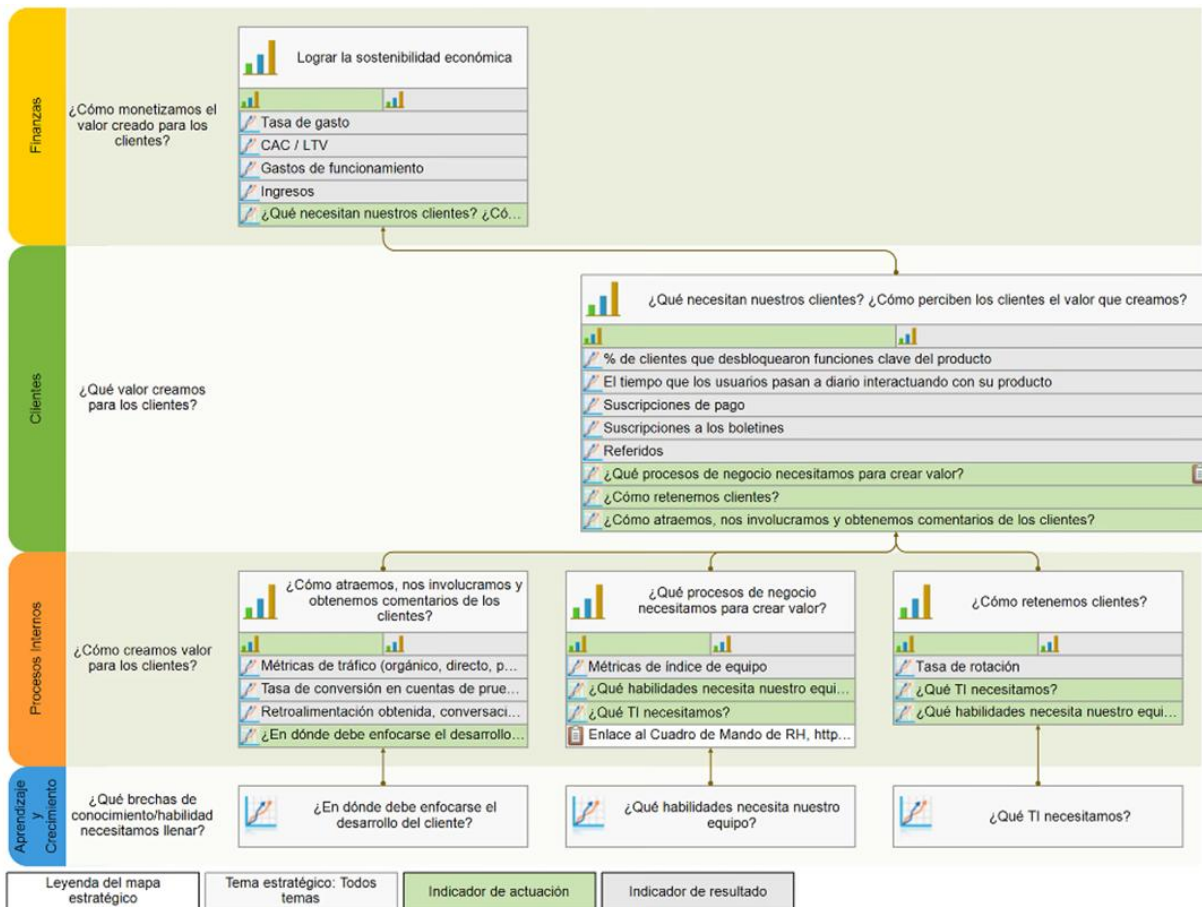 Finanzas
¿Cómo monetizamos el
valor creado para los
clientes?
Lograr la sostenibilidad económica
Tasa de gasto
CAC / LTV
Gastos de funcionamiento
Ingresos
¿Qué necesitan nuestros clientes? ¿Có...
Clientes
¿Qué valor creamos
para los clientes?
¿Qué necesitan nuestros clientes? ¿Cómo perciben los clientes el valor que creamos?
% de clientes que desbloquearon funciones clave del producto
El tiempo que los usuarios pasan a diario interactuando con su producto
Suscripciones de pago
Suscripciones a los boletines
Referidos
¿Qué procesos de negocio necesitamos para crear valor?
¿Cómo retenemos clientes?
¿Cómo atraemos, nos involucramos y obtenemos comentarios de los clientes?
Procesos Internos
¿Cómo creamos valor
para los clientes?
¿Cómo atraemos, nos involucramos y
obtenemos comentarios de los
clientes?
Métricas de tráfico (orgánico, directo, p...
Tasa de conversión en cuentas de prue...
Retroalimentación obtenida, conversaci...
¿En dónde debe enfocarse el desarrollo...
¿Qué procesos de negocio
necesitamos para crear valor?
Métricas de índice de equipo
¿Qué habilidades necesita nuestro equi...
¿Qué TI necesitamos?
Enlace al Cuadro de Mando de RH, http...
¿Cómo retenemos clientes?
Tasa de rotación
¿Qué TI necesitamos?
¿Qué habilidades necesita nuestro equi...
Aprendizaje
y
Crecimiento
¿Qué brechas de
conocimiento/habilidad
necesitamos llenar?
¿En dónde debe enfocarse el
desarrollo del cliente?
¿Qué habilidades necesita nuestro
equipo?
¿Qué TI necesitamos?
Leyenda del mapa
estratégico
Tema estratégico: Todos
temas
Indicador de actuación
Indicador de resultado